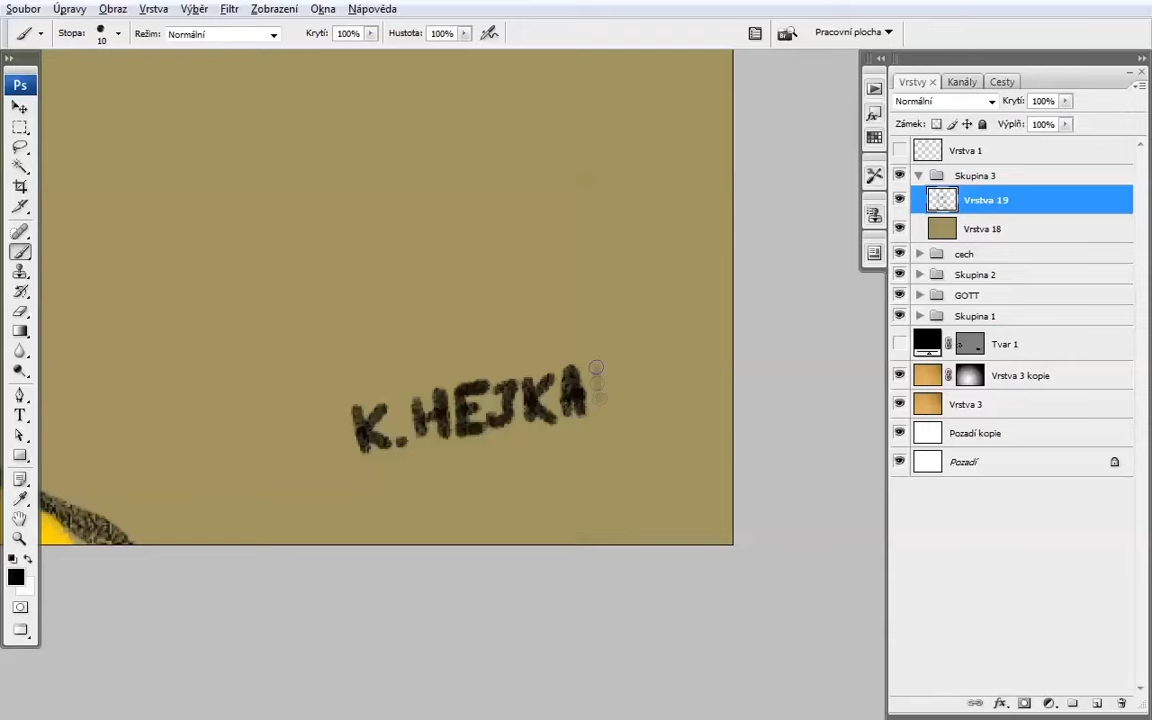 Soubor Úpravy Obraz Vrstva Výběr Filtr Zobrazení Okna Nápověda
Stopa: 10 Režim: Normální Krytí: 100% Hustota: 100% Pracovní plocha
Ps
Vrstvy Kanály Cesty
Normální Krytí: 100%
Zámek: Výplň: 100%
Vrstva 1
Skupina 3
Vrstva 19
Vrstva 18
cech
Skupina 2
GOTT
Skupina 1
Tvar 1
Vrstva 3 kopie
Vrstva 3
Pozadí kopie
Pozadí
K.HEJKA
T